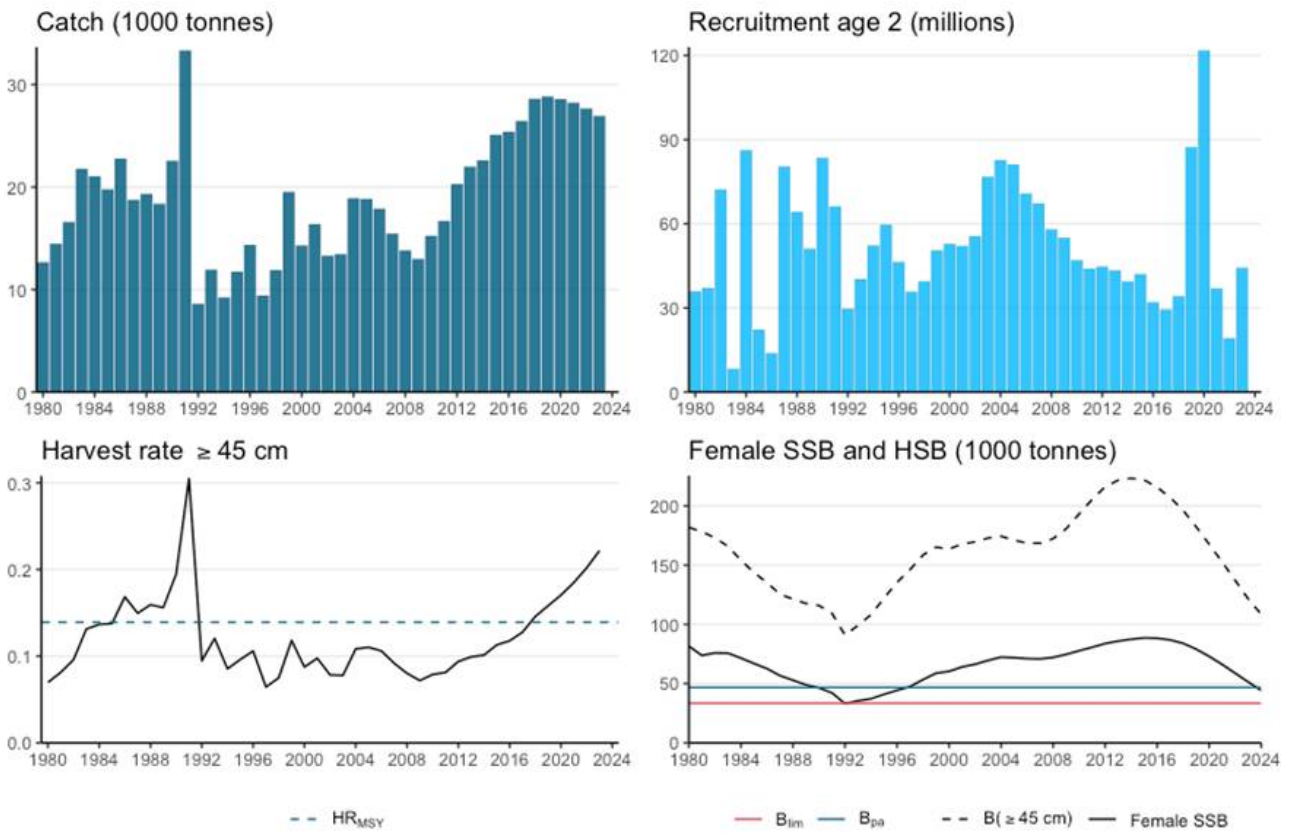 Catch (1000 tonnes)
30
20
10
0
1980 1984 1988 1992 1996 2000 2004 2008 2012 2016 2020 2024
Recruitment age 2 (millions)
120
90
60
30
0
1980 1984 1988 1992 1996 2000 2004 2008 2012 2016 2020 2024
Harvest rate ≥ 45 cm
0.3
0.2
0.1
0.0
1980 1984 1988 1992 1996 2000 2004 2008 2012 2016 2020 2024
HRMSY
Female SSB and HSB (1000 tonnes)
200
150
100
50
0
1980 1984 1988 1992 1996 2000 2004 2008 2012 2016 2020 2024
Blim Bpa B( ≥ 45 cm) Female SSB